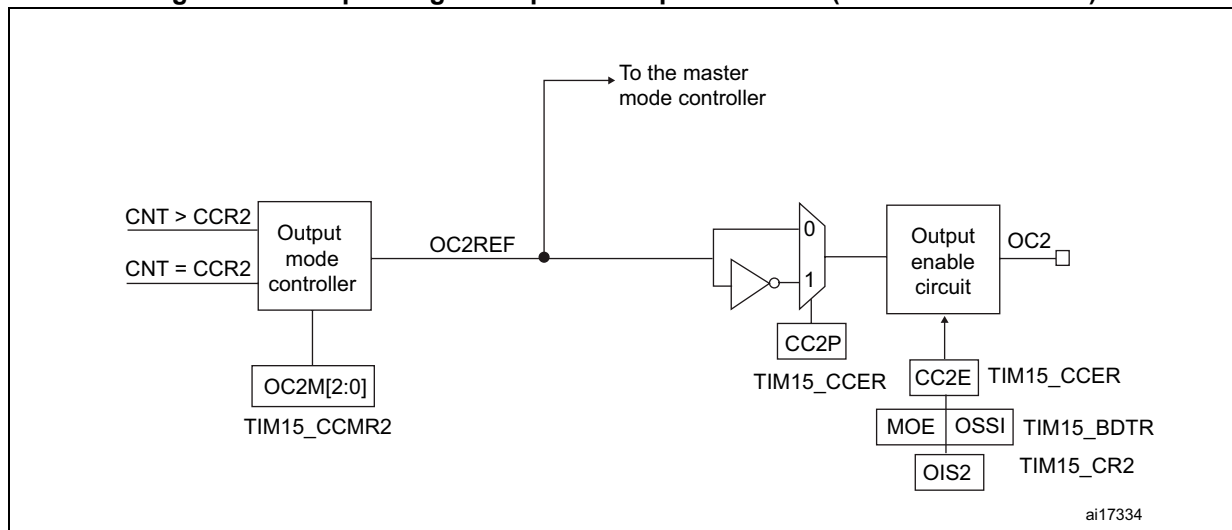 To the master
mode controller
CNT > CCR2
CNT = CCR2
Output
mode
controller
OC2REF
0
1
Output
enable
circuit
OC2
CC2P
TIM15_CCER
CC2E
TIM15_CCER
OC2M[2:0]
TIM15_CCMR2
MOE
OSSI
TIM15_BDTR
OIS2
TIM15_CR2
ai17334